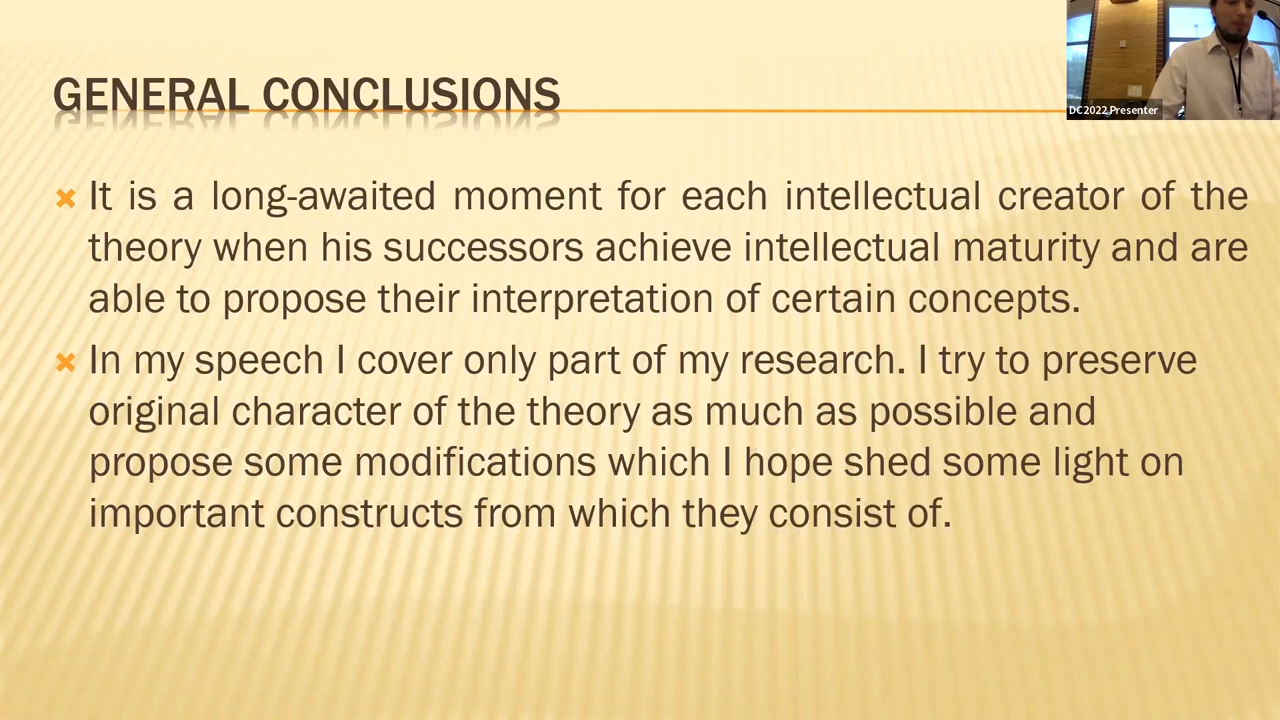 GENERAL CONCLUSIONS
DC2022 Presenter
It is a long-awaited moment for each intellectual creator of the
theory when his successors achieve intellectual maturity and are
able to propose their interpretation of certain concepts.
In my speech I cover only part of my research. I try to preserve
original character of the theory as much as possible and
propose some modifications which I hope shed some light on
important constructs from which they consist of.